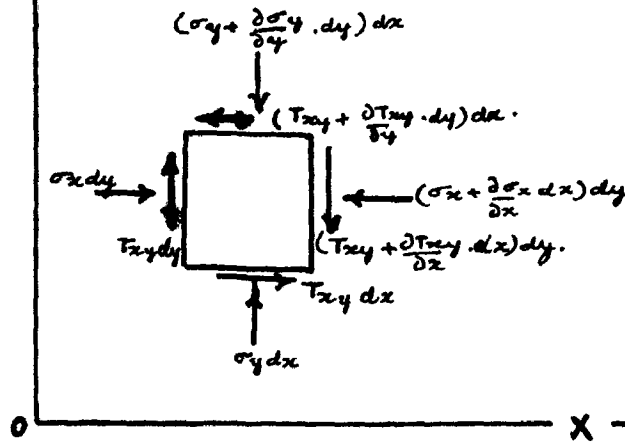 (σy + ∂σy/∂y . dy) dx
(Txy + ∂Txy/∂y . dy) dx .
σx dy
(σx + ∂σx/∂x dx) dy
Txy dy
(Txy + ∂Txy/∂x . dx) dy .
Txy dx
σy dx
O
X